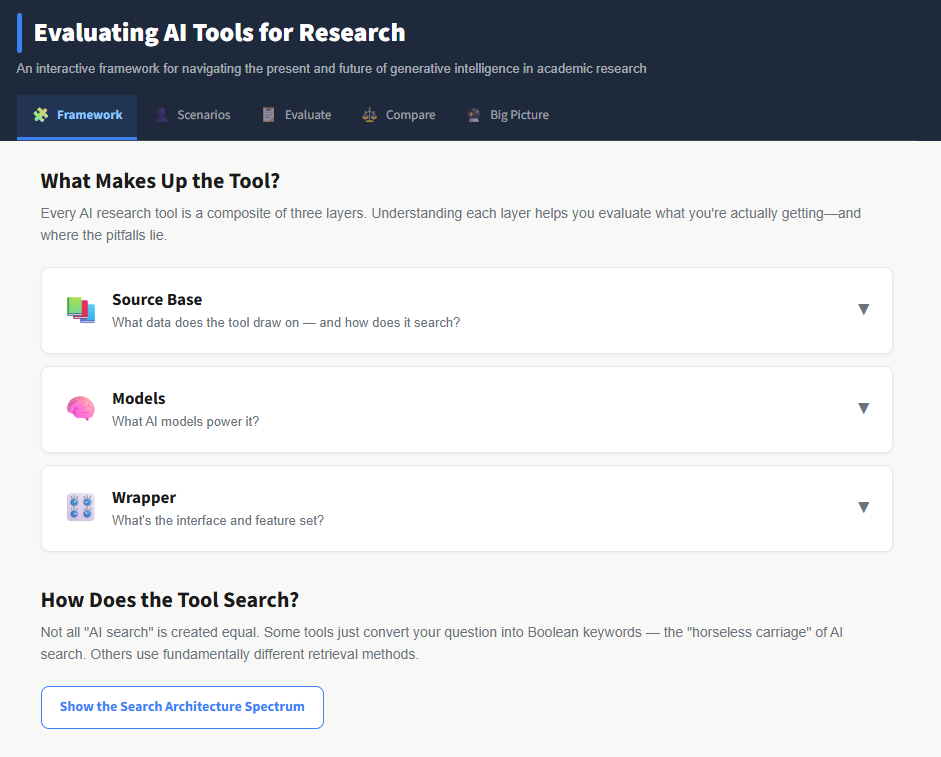 Evaluating AI Tools for Research
An interactive framework for navigating the present and future of generative intelligence in academic research
Framework
Scenarios
Evaluate
Compare
Big Picture
What Makes Up the Tool?
Every AI research tool is a composite of three layers. Understanding each layer helps you evaluate what you're actually getting—and
where the pitfalls lie.
Source Base
What data does the tool draw on — and how does it search?
Models
What AI models power it?
Wrapper
What's the interface and feature set?
How Does the Tool Search?
Not all "AI search" is created equal. Some tools just convert your question into Boolean keywords — the "horseless carriage" of AI
search. Others use fundamentally different retrieval methods.
Show the Search Architecture Spectrum